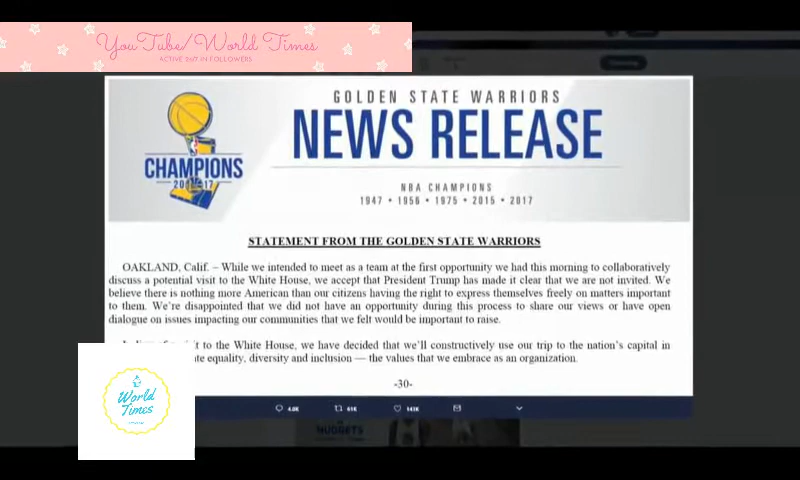 YouTube/World Times
ACTIVE 24/7 IN FOLLOWERS
GOLDEN STATE WARRIORS
NEWS RELEASE
CHAMPIONS
NBA CHAMPIONS
1947 • 1956 • 1975 • 2015 • 2017
STATEMENT FROM THE GOLDEN STATE WARRIORS
OAKLAND, Calif. – While we intended to meet as a team at the first opportunity we had this morning to collaboratively
discuss a potential visit to the White House, we accept that President Trump has made it clear that we are not invited. We
believe there is nothing more American than our citizens having the right to express themselves freely on matters important
to them. We're disappointed that we did not have an opportunity during this process to share our views or have open
dialogue on issues impacting our communities that we felt would be important to raise.
to the White House, we have decided that we'll constructively use our trip to the nation's capital in
equality, diversity and inclusion — the values that we embrace as an organization.
-30-
World
Times
4.0K
61K
143K
NUGGETS